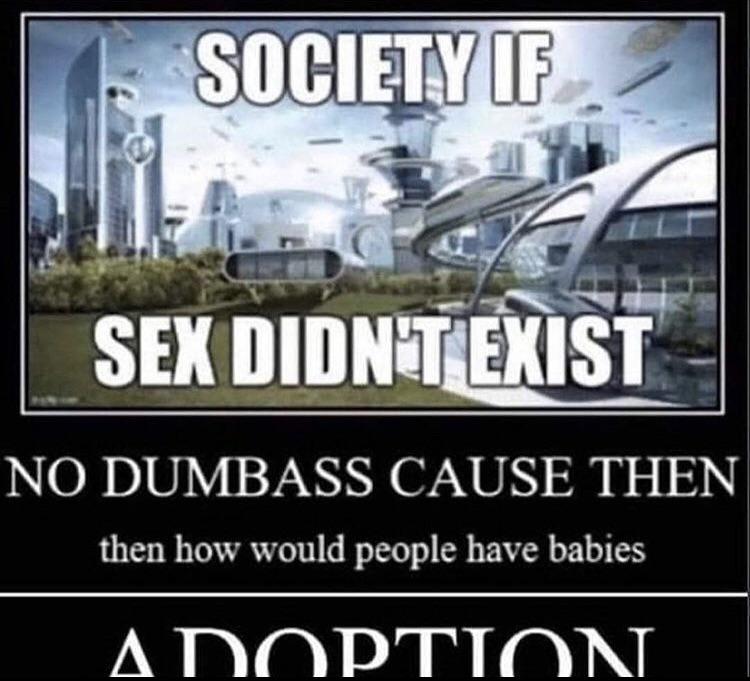 SOCIETY IF
SEX DIDN'T EXIST
NO DUMBASS CAUSE THEN
then how would people have babies
ADOPTION